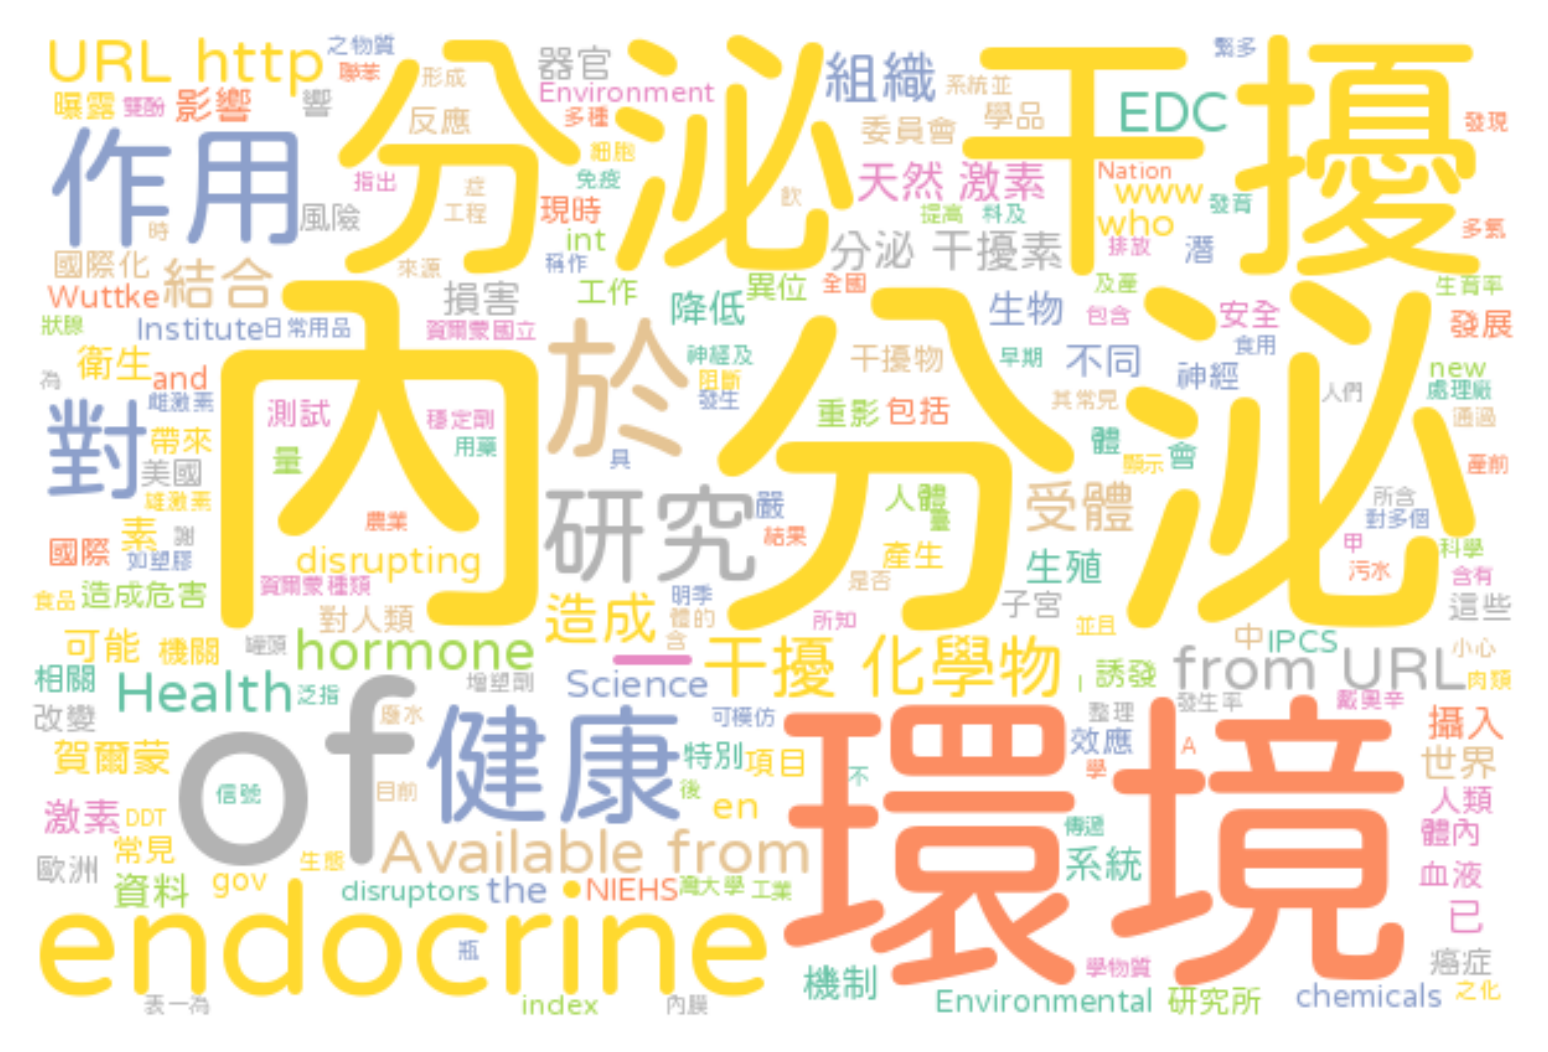 URL http
之物質
聯苯
形成
器官
組織
系統並
繁多
分泌 干擾
曝露
雙酚
影響
響
反應
Environment
多種
委員會
學品
EDC
發現
作用
指出
症
工程
細胞
免疫
飲
天然 激素
Nation
www
發育
時
風險
現時
提高
料及
who
多氯
國際化
結合
來源
int
稱作
分泌 干擾素
排放
潛
Wuttke
損害
工作
降低
異位
全國
生物
及產
包含
安全
生育率
發展
狀腺
Institute
日常用品
賀爾蒙國立
內分泌
於
神經及
干擾物
早期
不同
食用
神經
new
處理廠
為
衛生
and
雌激素
阻斷
發生
其常見
人們
通過
對
帶來
測試
穩定劑
用藥
重影
包括
體
顯示
會
產前
美國
量
具
雄激素
研究
嚴
人體
量
受體
所含
對多個
素
謝
農業
結果
甲
科學
國際
如塑膠
disrupting
產生
是否
生殖
污水
含有
食品
造成危害
賀爾蒙種類
明季
子宮
這些
對人類
造成
體的
所知
並且
可能
機關
罐頭
hormone
含
干擾 化學物
中
IPCS
小心
相關
Health
泛指
增塑劑
Science
誘發
from URL
肉類
改變
of
廢水
健康
可模仿
環境
整理
發生率
戴奧辛
攝入
賀爾蒙
特別
項目
不
效應
學
A
世界
激素
DDT
信號
目前
後
en
傳遞
人類
常見
體內
歐洲
生態
Available from
系統
血液
資料
gov
disruptors
the
NIEHS
灣大學
工業
已
endocrine
瓶
機制
學物質
癌症
表一為
index
內膜
Environmental
研究所
chemicals
之化